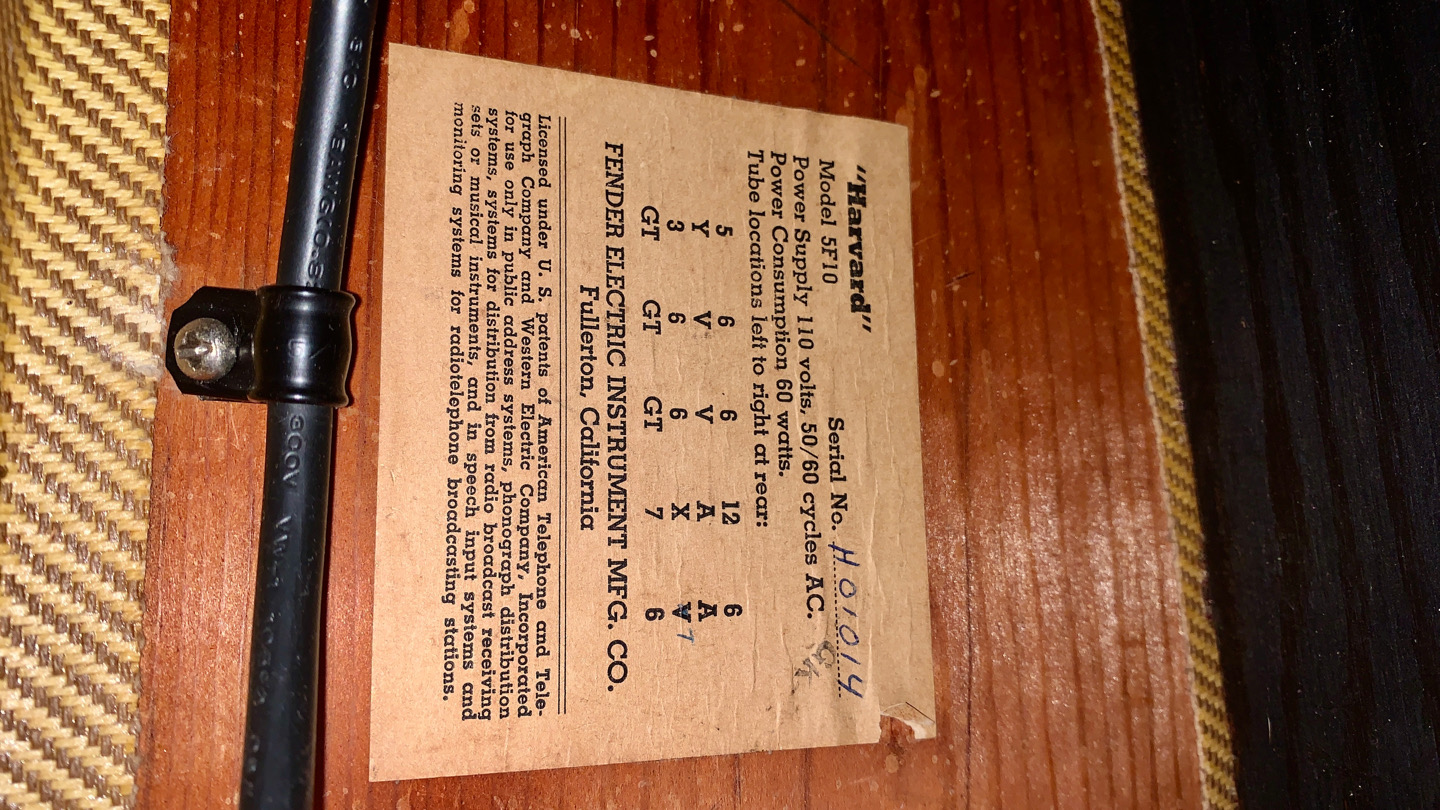 "Harvard"
Model 5F10 Serial No. H01014
Power Supply 110 volts, 50/60 cycles AC.
Power Consumption 60 watts.
Tube locations left to right at rear:
5 6 6 12 6
Y V V A A
3 6 6 X V 7
GT GT GT 7 6
FENDER ELECTRIC INSTRUMENT MFG. CO.
Fullerton, California
Licensed under U. S. patents of American Telephone and Tele-
graph Company and Western Electric Company, Incorporated
for use only in public address systems, phonograph distribution
systems, systems for distribution from radio broadcast receiving
sets or musical instruments, and in speech input systems and
monitoring systems for radiotelephone broadcasting stations.
300V